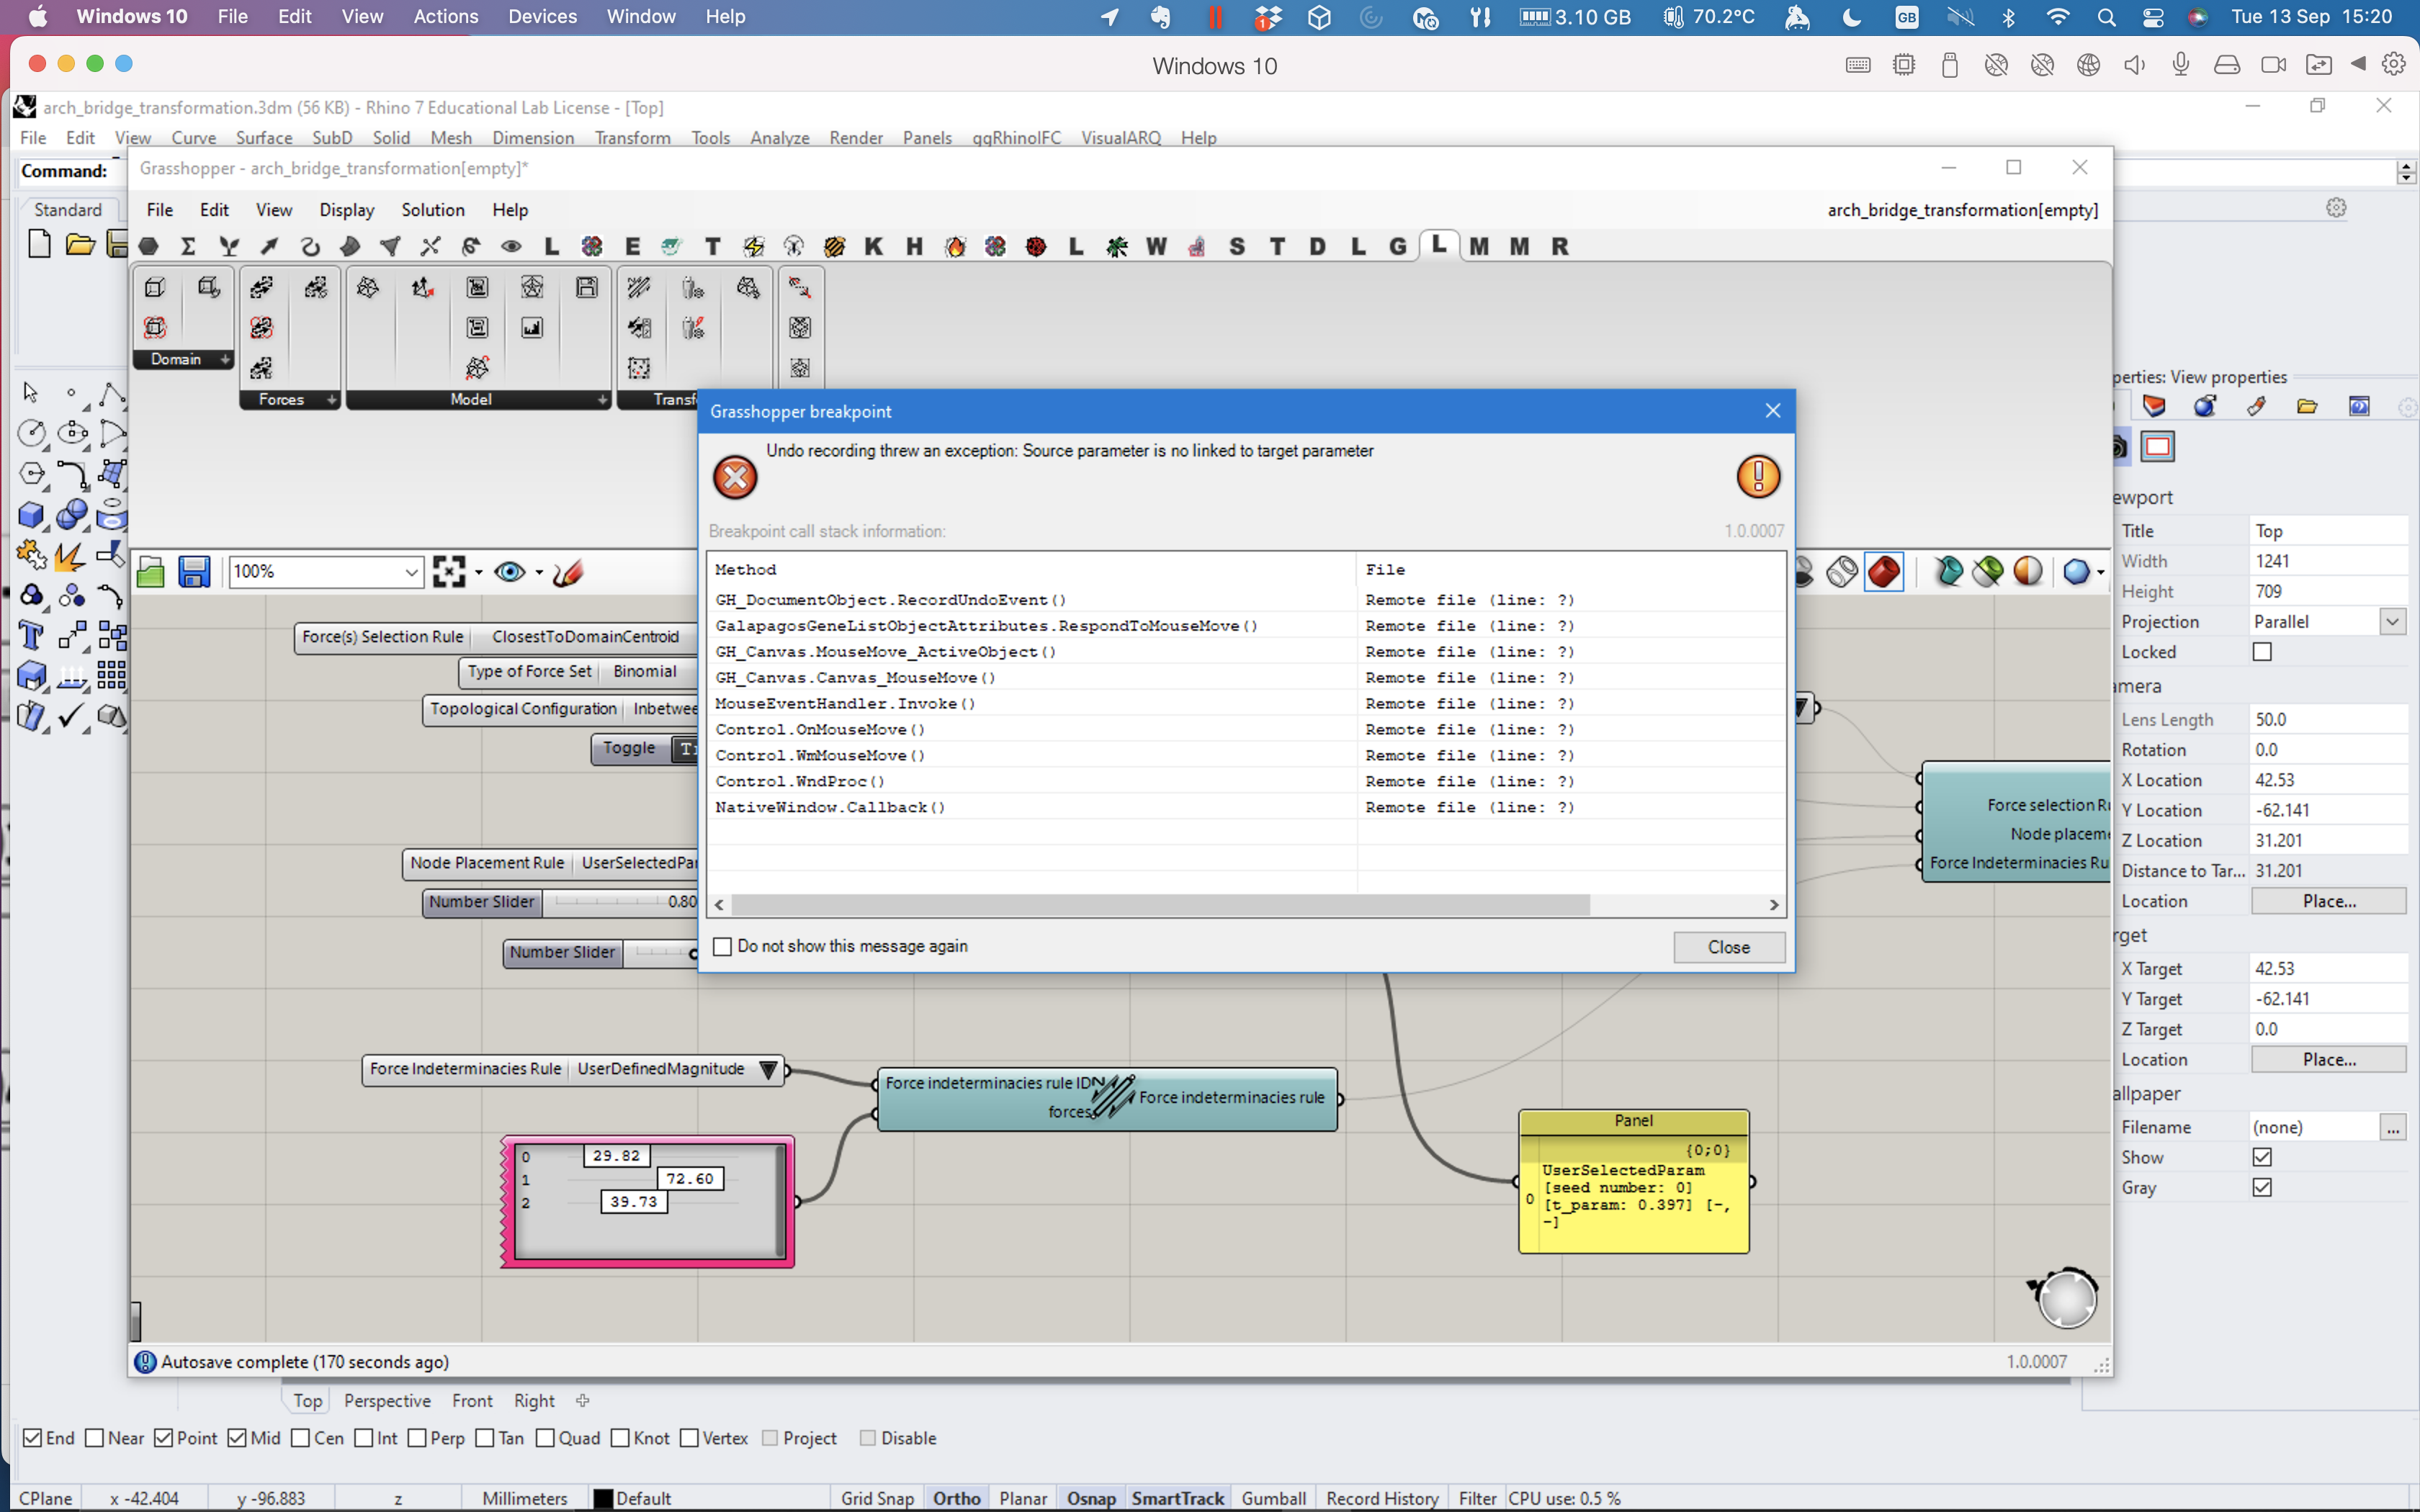 Windows 10 File Edit View Actions Devices Window Help
1 3.10 GB 70.2°C GB Tue 13 Sep 15:20
Windows 10
arch_bridge_transformation.3dm (56 KB) - Rhino 7 Educational Lab License - [Top]
File Edit View Curve Surface SubD Solid Mesh Dimension Transform Tools Analyze Render Panels ggRhinoIFC VisualARQ Help
Command:
Grasshopper - arch_bridge_transformation[empty]*
Standard
File Edit View Display Solution Help
arch_bridge_transformation[empty]
L E T K H L W S T D L G L M M R
Domain
Forces
Model
Transf
perties: View properties
Grasshopper breakpoint
Undo recording threw an exception: Source parameter is no linked to target parameter
Breakpoint call stack information:
1.0.0007
Method File
GH_DocumentObject.RecordUndoEvent() Remote file (line: ?)
GalapagosGeneListObjectAttributes.RespondToMouseMove() Remote file (line: ?)
GH_Canvas.MouseMove_ActiveObject() Remote file (line: ?)
GH_Canvas.Canvas_MouseMove() Remote file (line: ?)
MouseEventHandler.Invoke() Remote file (line: ?)
Control.OnMouseMove() Remote file (line: ?)
Control.WmMouseMove() Remote file (line: ?)
Control.WndProc() Remote file (line: ?)
NativeWindow.Callback() Remote file (line: ?)
Do not show this message again
Close
100%
Force(s) Selection Rule ClosestToDomainCentroid
Type of Force Set Binomial
Topological Configuration Inbetwee
Toggle
Node Placement Rule UserSelectedPar
Number Slider 0.80
Number Slider
Force selection Ru
Node placem
Force Indeterminacies Ru
Force Indeterminacies Rule UserDefinedMagnitude
Force indeterminacies rule IDN
forces
Force indeterminacies rule
0 29.82
1 72.60
2 39.73
Panel
{0;0}
0 UserSelectedParam
[seed number: 0]
[t_param: 0.397] [-,
-]
ewport
Title Top
Width 1241
Height 709
Projection Parallel
Locked
amera
Lens Length 50.0
Rotation 0.0
X Location 42.53
Y Location -62.141
Z Location 31.201
Distance to Tar... 31.201
Location Place...
rget
X Target 42.53
Y Target -62.141
Z Target 0.0
Location Place...
allpaper
Filename (none) ...
Show
Gray
Autosave complete (170 seconds ago)
1.0.0007
Top Perspective Front Right
End Near Point Mid Cen Int Perp Tan Quad Knot Vertex Project Disable
CPlane x -42.404 y -96.883 z Millimeters Default Grid Snap Ortho Planar Osnap SmartTrack Gumball Record History Filter CPU use: 0.5 %